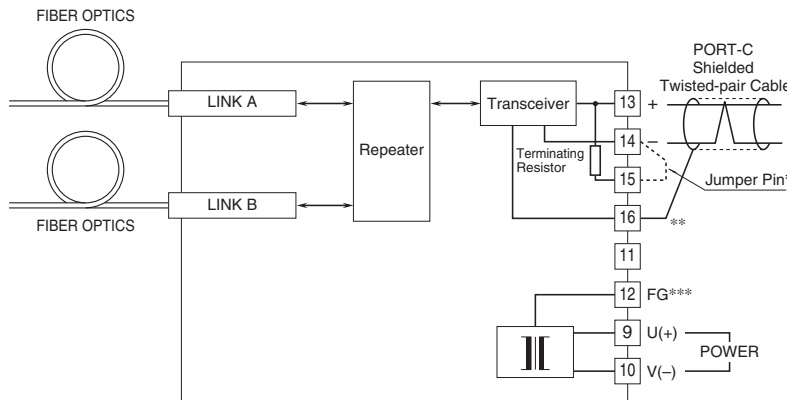 FIBER OPTICS
LINK A
Repeater
Transceiver
PORT-C
Shielded
Twisted-pair Cable
13 +
14 –
Terminating
Resistor
15
Jumper Pin*
16 **
LINK B
FIBER OPTICS
11
12 FG***
9 U(+)
POWER
10 V(–)